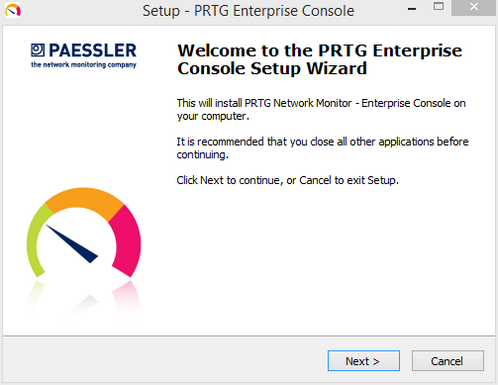 Setup - PRTG Enterprise Console
PAESSLER
the network monitoring company
Welcome to the PRTG Enterprise
Console Setup Wizard
This will install PRTG Network Monitor - Enterprise Console on
your computer.
It is recommended that you close all other applications before
continuing.
Click Next to continue, or Cancel to exit Setup.
Next >
Cancel